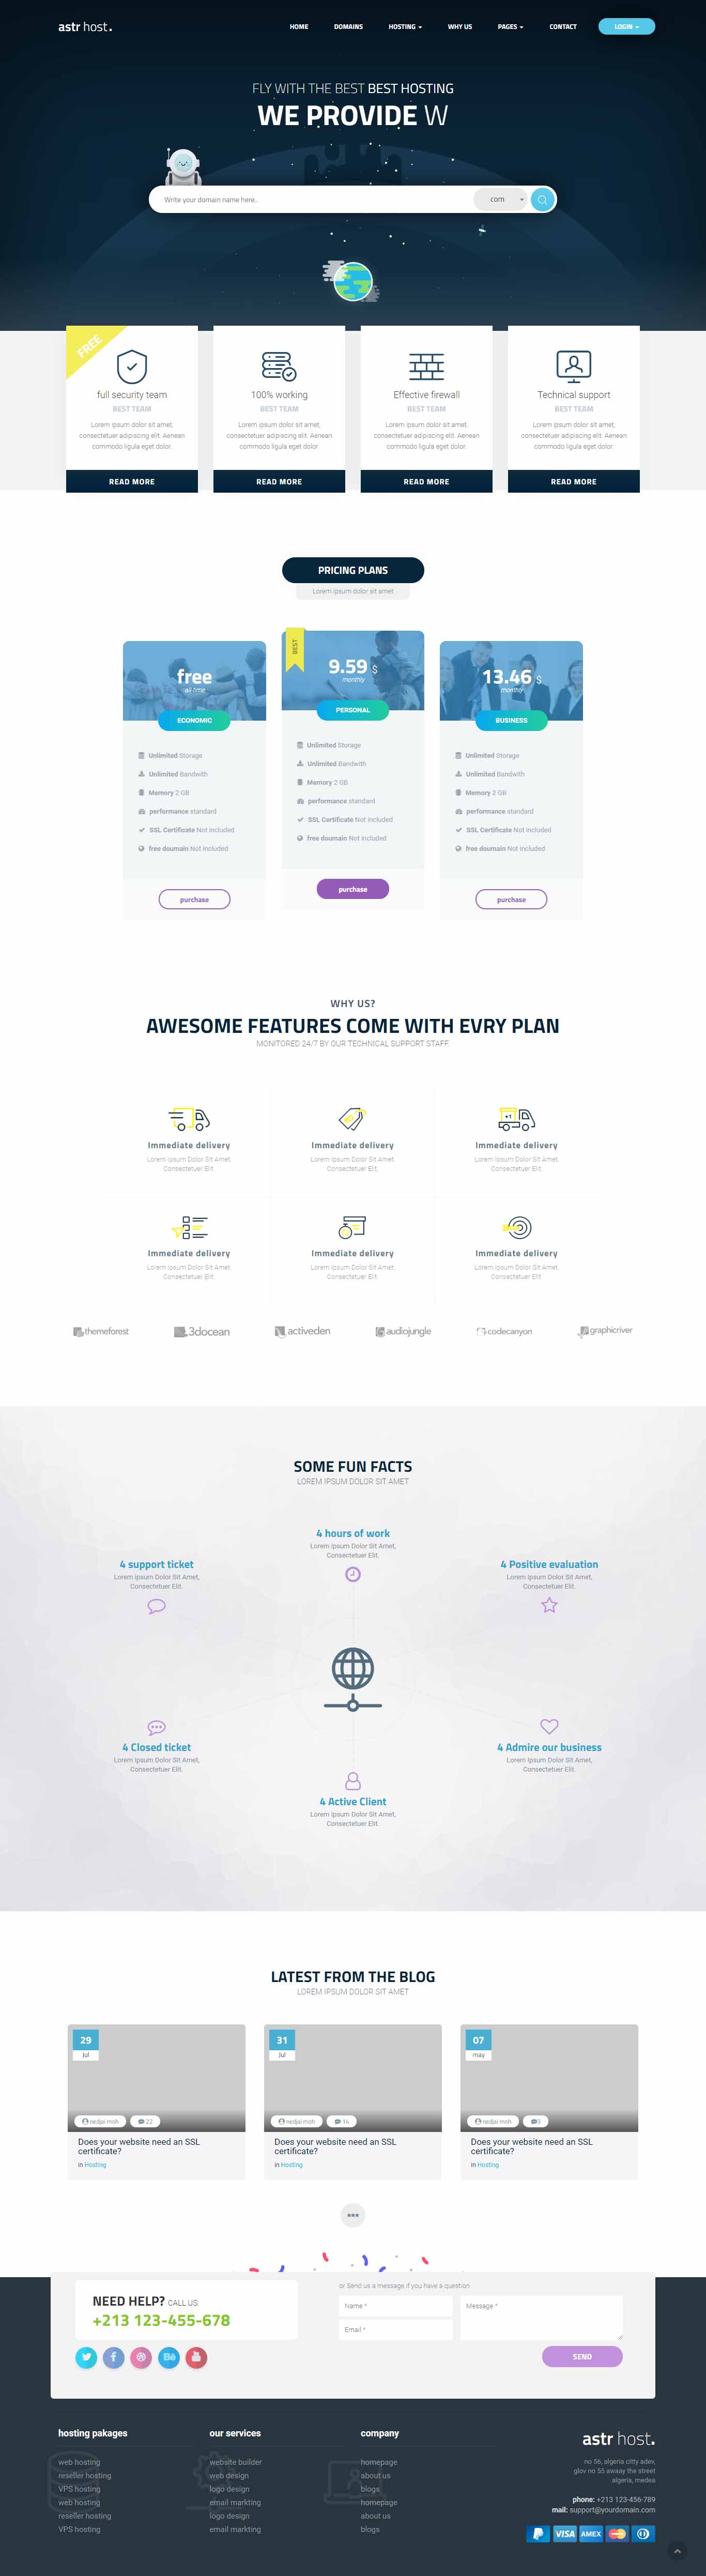 astr host.
HOME DOMAINS HOSTING WHY US PAGES CONTACT LOGIN
FLY WITH THE BEST BEST HOSTING
WE PROVIDE W
Write your domain name here..
com
FREE
full security team
BEST TEAM
Lorem ipsum dolor sit amet,
consectetuer adipiscing elit. Aenean
commodo ligula eget dolor.
READ MORE
100% working
BEST TEAM
Lorem ipsum dolor sit amet,
consectetuer adipiscing elit. Aenean
commodo ligula eget dolor.
READ MORE
Effective firewall
BEST TEAM
Lorem ipsum dolor sit amet,
consectetuer adipiscing elit. Aenean
commodo ligula eget dolor.
READ MORE
Technical support
BEST TEAM
Lorem ipsum dolor sit amet,
consectetuer adipiscing elit. Aenean
commodo ligula eget dolor.
READ MORE
PRICING PLANS
Lorem ipsum dolor sit amet
free
all time
ECONOMIC
Unlimited Storage
Unlimited Bandwith
Memory 2 GB
performance standard
SSL Certificate Not included
free doumain Not included
purchase
BEST
9.59 $
monthly
PERSONAL
Unlimited Storage
Unlimited Bandwith
Memory 2 GB
performance standard
SSL Certificate Not included
free doumain Not included
purchase
13.46 $
monthly
BUSINESS
Unlimited Storage
Unlimited Bandwith
Memory 2 GB
performance standard
SSL Certificate Not included
free doumain Not included
purchase
WHY US?
AWESOME FEATURES COME WITH EVRY PLAN
MONITORED 24/7 BY OUR TECHNICAL SUPPORT STAFF.
Immediate delivery
Lorem Ipsum Dolor Sit Amet,
Consectetuer Elit
Immediate delivery
Lorem Ipsum Dolor Sit Amet,
Consectetuer Elit.
+1
Immediate delivery
Lorem Ipsum Dolor Sit Amet,
Consectetuer Elit.
Immediate delivery
Lorem Ipsum Dolor Sit Amet,
Consectetuer Elit.
Immediate delivery
Lorem Ipsum Dolor Sit Amet,
Consectetuer Elit.
Immediate delivery
Lorem Ipsum Dolor Sit Amet,
Consectetuer Elit
themeforest 3docean activeden audiojungle codecanyon graphicriver
SOME FUN FACTS
LOREM IPSUM DOLOR SIT AMET
4 hours of work
Lorem Ipsum Dolor Sit Amet,
Consectetuer Elit.
4 support ticket
Lorem Ipsum Dolor Sit Amet,
Consectetuer Elit.
4 Positive evaluation
Lorem Ipsum Dolor Sit Amet,
Consectetuer Elit.
4 Closed ticket
Lorem Ipsum Dolor Sit Amet,
Consectetuer Elit.
4 Admire our business
Lorem Ipsum Dolor Sit Amet,
Consectetuer Elit.
4 Active Client
Lorem Ipsum Dolor Sit Amet,
Consectetuer Elit.
LATEST FROM THE BLOG
LOREM IPSUM DOLOR SIT AMET
29
Jul
nedjai moh 22
Does your website need an SSL
certificate?
in Hosting
31
Jul
nedjai moh 14
Does your website need an SSL
certificate?
in Hosting
07
may
nedjai moh
Does your website need an SSL
certificate?
in Hosting
NEED HELP? CALL US:
+213 123-455-678
or Send us a message if you have a question
Name *
Email *
Message *
SEND
hosting pakages
web hosting
reseller hosting
VPS hosting
web hosting
reseller hosting
VPS hosting
our services
website builder
web design
logo design
email markting
logo design
email markting
company
homepage
about us
blogs
homepage
about us
blogs
astr host.
no 56, algeria citty adev,
glov no 55 awaay the street
algeria, medea
phone: +213 123-456-789
mail: support@yourdomain.com
VISA AMEX